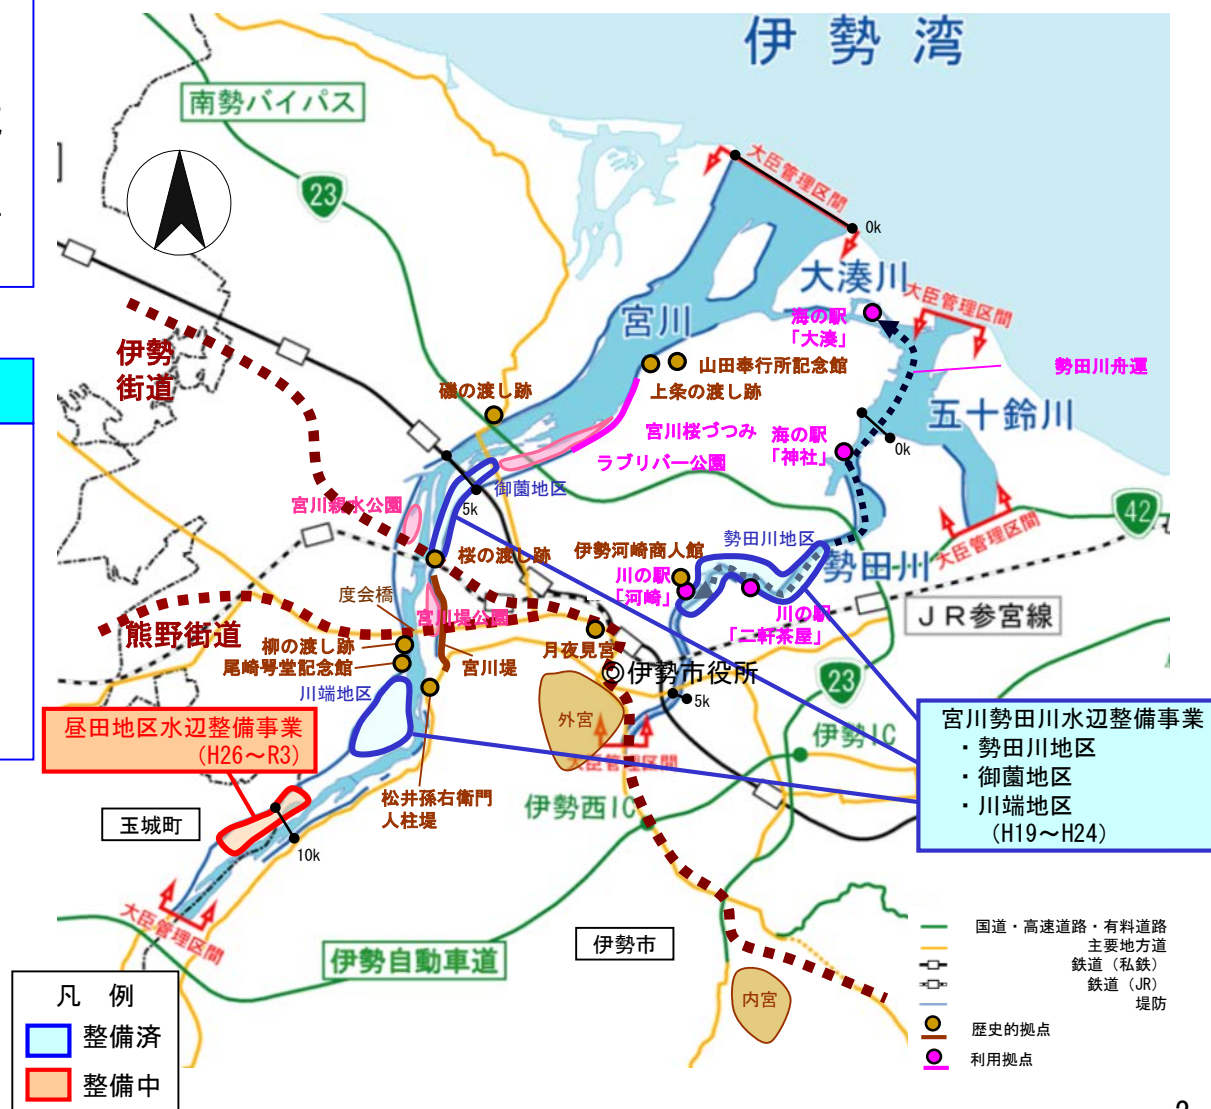 伊勢湾
南勢バイパス
23
大臣管理区間
0k
大湊川
大臣管理区間
宮川
海の駅
「大湊」
伊勢
街道
山田奉行所記念館
勢田川舟運
磯の渡し跡
上条の渡し跡
五十鈴川
宮川桜づつみ
海の駅
「神社」
0k
ラブリバー公園
御薗地区
宮川親水公園
5k
42
大臣管理区間
勢田川地区
桜の渡し跡
伊勢河崎商人館
川の駅
「河崎」
勢田川
度会橋
宮川堤公園
川の駅
「二軒茶屋」
JR参宮線
熊野街道
柳の渡し跡
尾崎咢堂記念館
宮川堤
月夜見宮
◎伊勢市役所
川端地区
23
5k
昼田地区水辺整備事業
(H26～R3)
外宮
伊勢IC
宮川勢田川水辺整備事業
・勢田川地区
・御薗地区
・川端地区
(H19～H24)
大臣管理区間
松井孫右衛門
人柱堤
伊勢西IC
玉城町
10k
大臣管理区間
伊勢市
伊勢自動車道
内宮
凡 例
整備済
整備中
国道・高速道路・有料道路
主要地方道
鉄道（私鉄）
鉄道（JR）
堤防
歴史的拠点
利用拠点